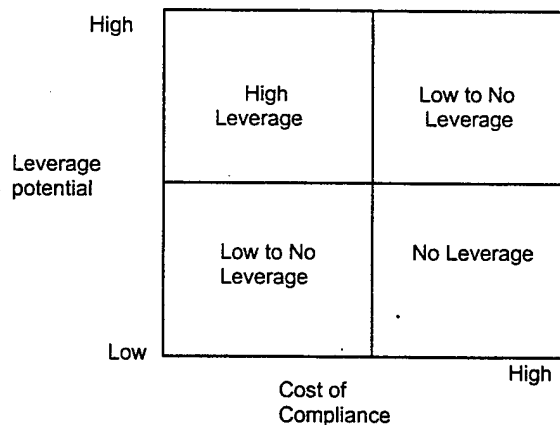 High
High
Leverage
Low to No
Leverage
Leverage
potential
Low to No
Leverage
No Leverage
Low
High
Cost of
Compliance